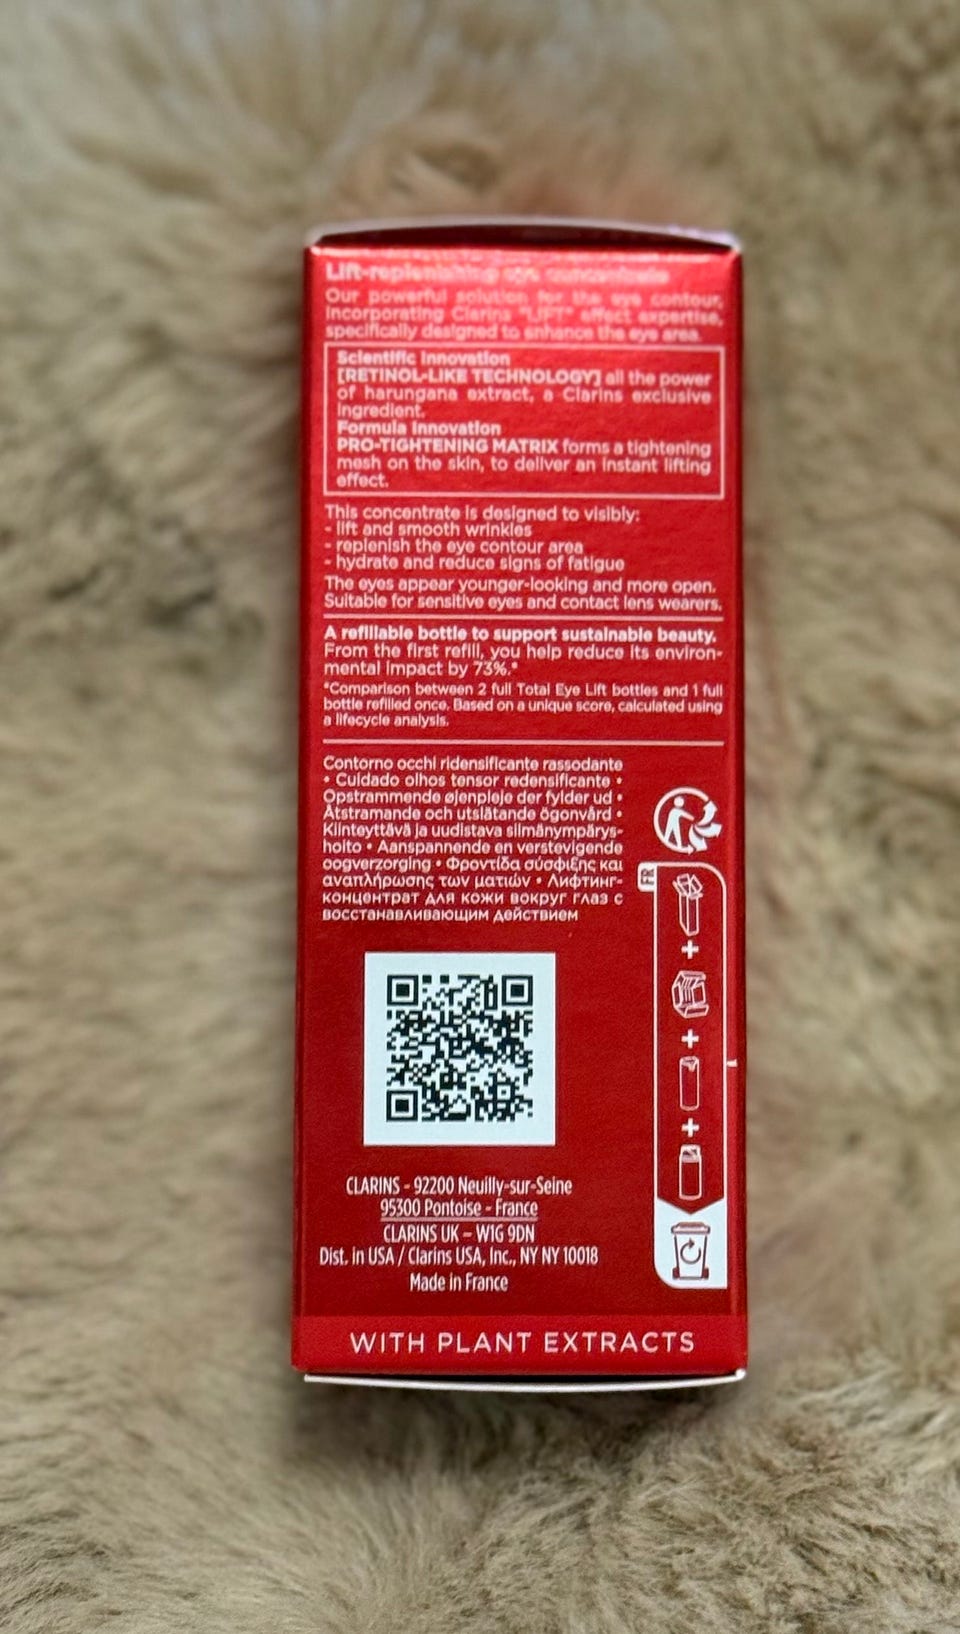 Lift-replenishing eye concentrate
Our powerful solution for the eye contour,
incorporating Clarins "LIFT" effect expertise,
specifically designed to enhance the eye area.
Scientific innovation
[RETINOL-LIKE TECHNOLOGY] all the power
of harungana extract, a Clarins exclusive
ingredient.
Formula innovation
PRO-TIGHTENING MATRIX forms a tightening
mesh on the skin, to deliver an instant lifting
effect.
This concentrate is designed to visibly:
- lift and smooth wrinkles
- replenish the eye contour area
- hydrate and reduce signs of fatigue
The eyes appear younger-looking and more open.
Suitable for sensitive eyes and contact lens wearers.
A refillable bottle to support sustainable beauty.
From the first refill, you help reduce its environ-
mental impact by 73%.*
*Comparison between 2 full Total Eye Lift bottles and 1 full
bottle refilled once. Based on a unique score, calculated using
a lifecycle analysis.
Contorno occhi ridensificante rassodante
• Cuidado olhos tensor redensificante •
Opstrammende øjenpleje der fylder ud •
Åtstramande och utslätande ögonvård •
Kiinteyttävä ja uudistava silmänympärys-
hoito • Aanspannende en verstevigende
oogverzorging • Φροντίδα σύσφιξης και
αναπλήρωσης των ματιών • Лифтинг-
концентрат для кожи вокруг глаз с
восстанавливающим действием
FR
CLARINS - 92200 Neuilly-sur-Seine
95300 Pontoise - France
CLARINS UK – W1G 9DN
Dist. in USA / Clarins USA, Inc., NY NY 10018
Made in France
WITH PLANT EXTRACTS